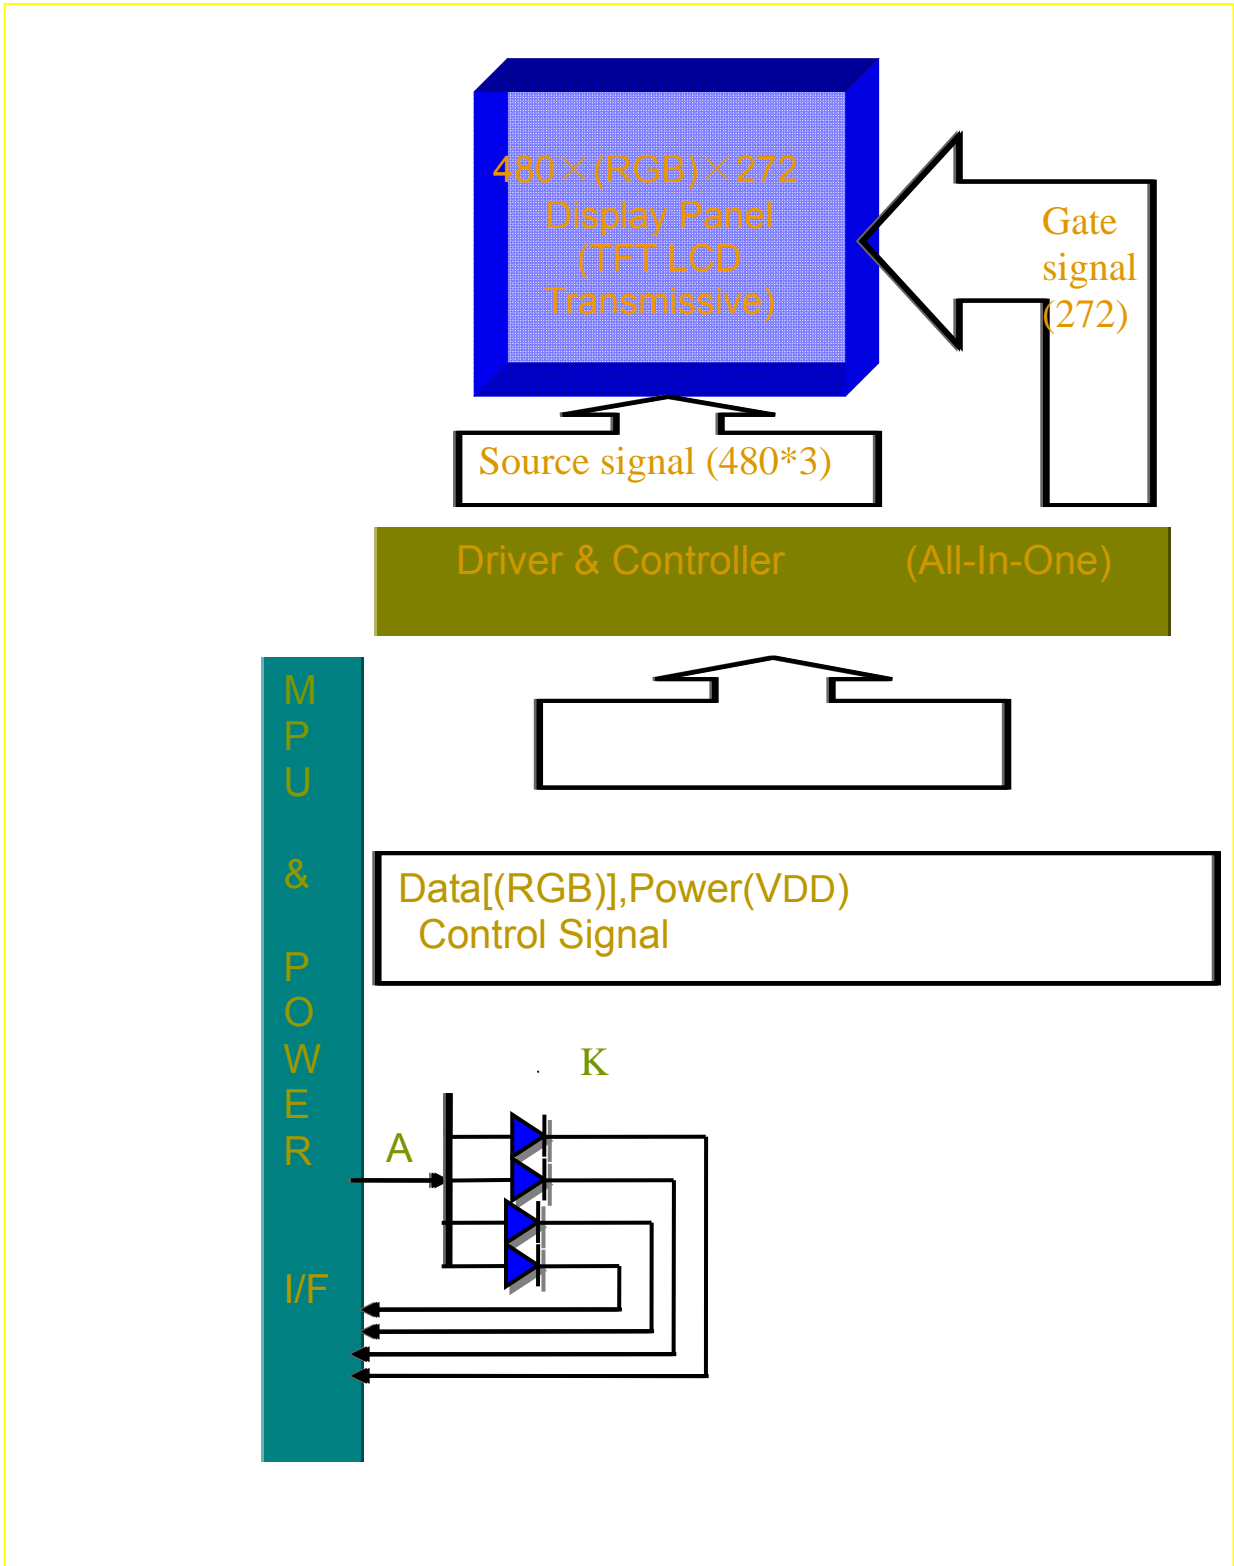 480×(RGB)×272
Display Panel
(TFT LCD
Transmissive)
Gate
signal
(272)
Source signal (480*3)
Driver & Controller (All-In-One)
M
P
U
&
P
O
W
E
R
I/F
Data[(RGB)],Power(VDD)
Control Signal
K
A